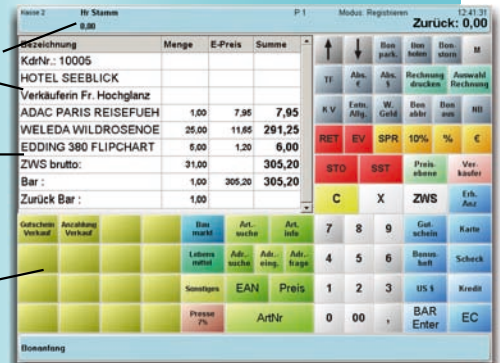 Kasse 2 Ihr Stamm P 1 Modus: Registrieren 12:41:31
0,00 Zurück: 0,00
Bezeichnung Menge E-Preis Summe
KdrNr.: 10005
HOTEL SEEBLICK
Verkäuferin Fr. Hochglanz
ADAC PARIS REISEFUEH 1,00 7,95 7,95
WELEDA WILDROSENOE 25,00 11,65 291,25
EDDING 380 FLIPCHART 5,00 1,20 6,00
ZWS brutto: 31,00 305,20
Bar : 1,00 305,20 305,20
Zurück Bar : 1,00
Bon park. Bon holen Bon- storn M
TF Abs. € Abs. § Rechnung drucken Auswahl Rechnung
K V Entn. Allg. W. Geld Bon abbr Bon aus NB
RET EV SPR 10% % €
STO SST Preis- ebene Ver- käufer
C X ZWS Erh. Anz
Gutschein Verkauf Anzahlung Verkauf Bau markt Art.- suche Art. Info 7 8 9 Gut- schein Karte
Lebens mittel Adr.. suche Adr.. eing. Adr.. frage 4 5 6 Bonus- heft Scheck
Sonstiges EAN Preis 1 2 3 US $ Kredit
Presse 7% ArtNr 0 00 , BAR Enter EC
Bonanfang